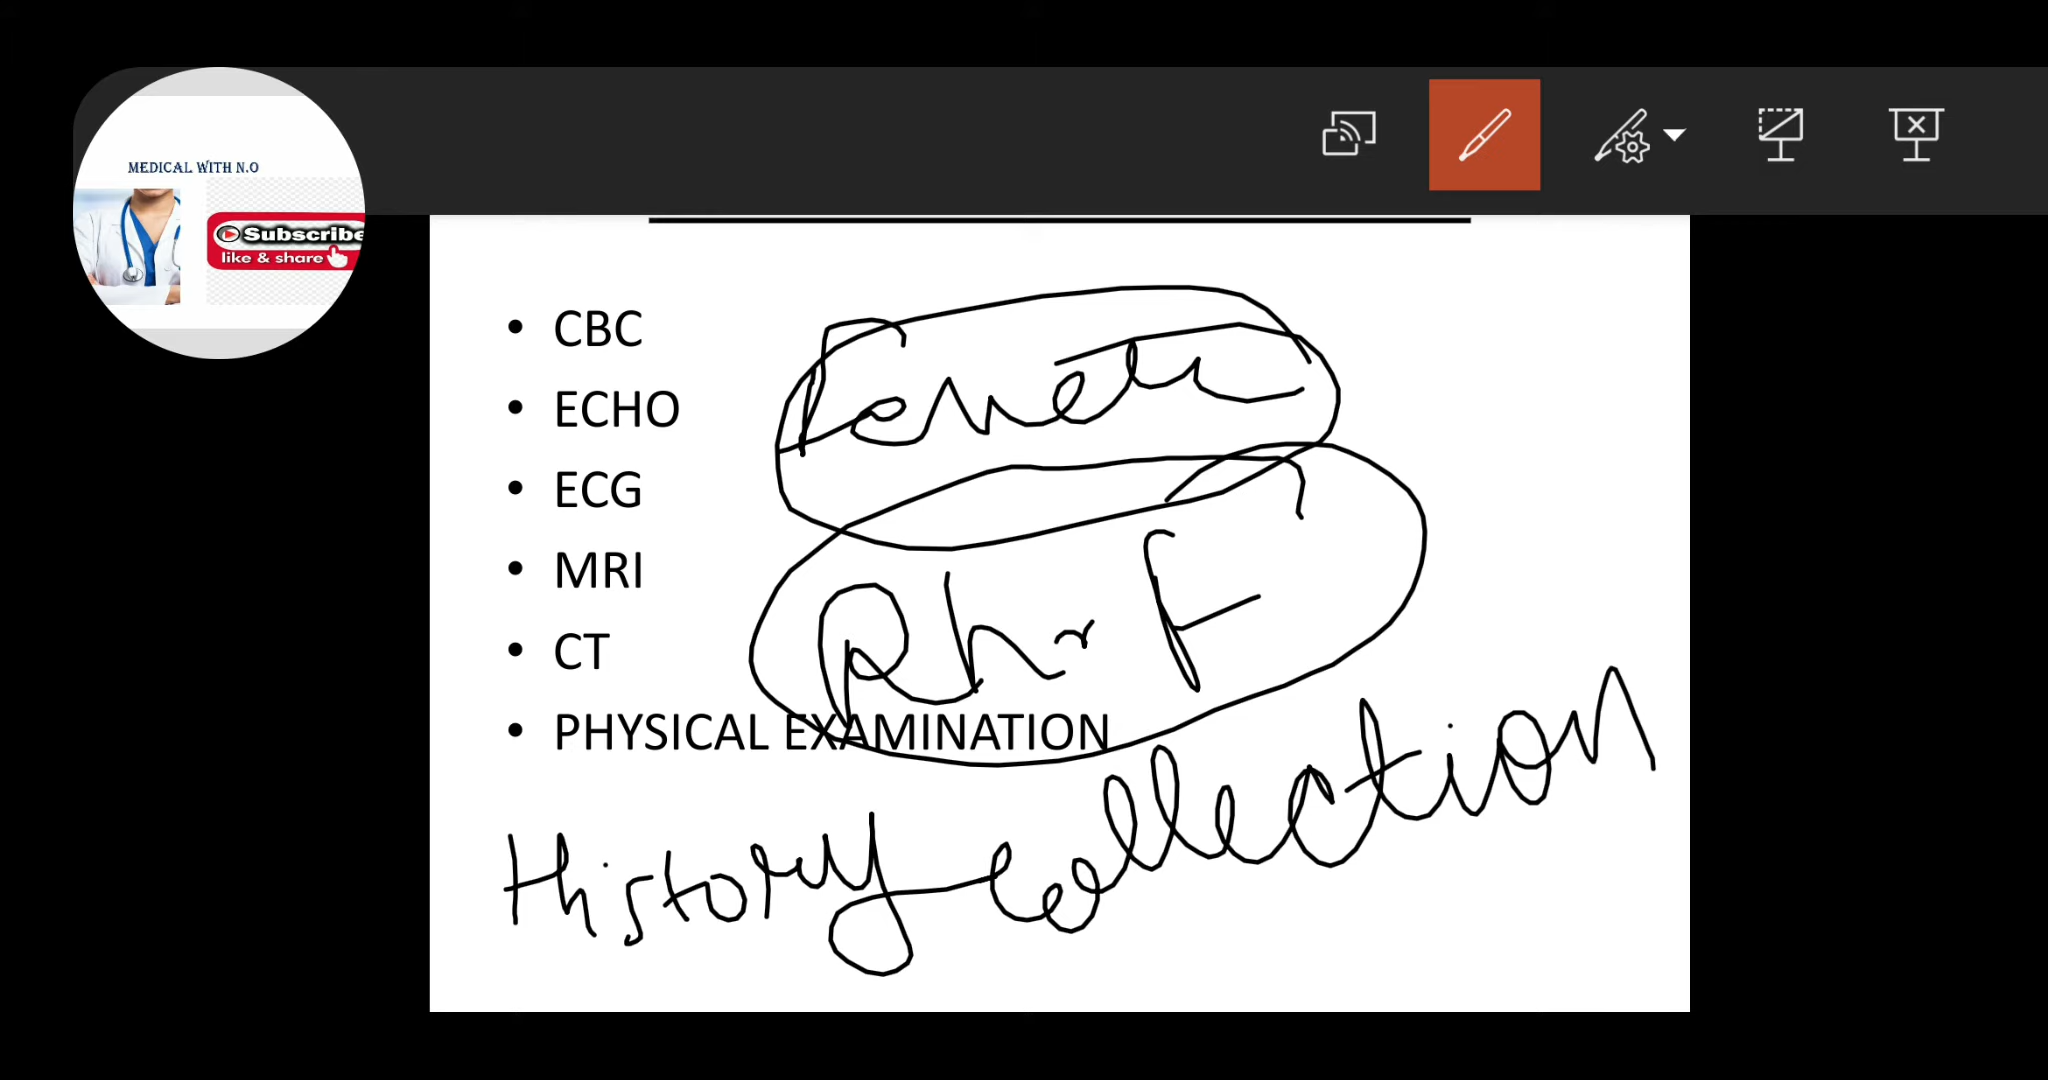 MEDICAL WITH N.O
Subscribe
like & share
• CBC
• ECHO
• ECG
• MRI
• CT
• PHYSICAL EXAMINATION
Rh F
History Collection